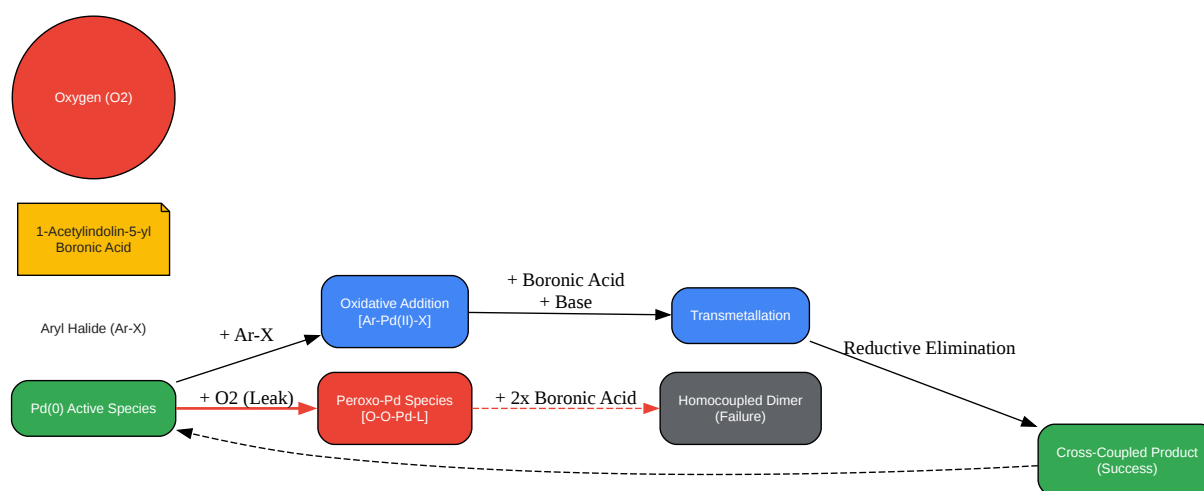 Oxygen (O2)
1-Acetylindolin-5-yl
Boronic Acid
Aryl Halide (Ar-X)
Pd(0) Active Species
+ Ar-X
+ O2 (Leak)
Oxidative Addition
[Ar-Pd(II)-X]
Peroxo-Pd Species
[O-O-Pd-L]
+ Boronic Acid
+ Base
+ 2x Boronic Acid
Transmetallation
Homocoupled Dimer
(Failure)
Reductive Elimination
Cross-Coupled Product
(Success)